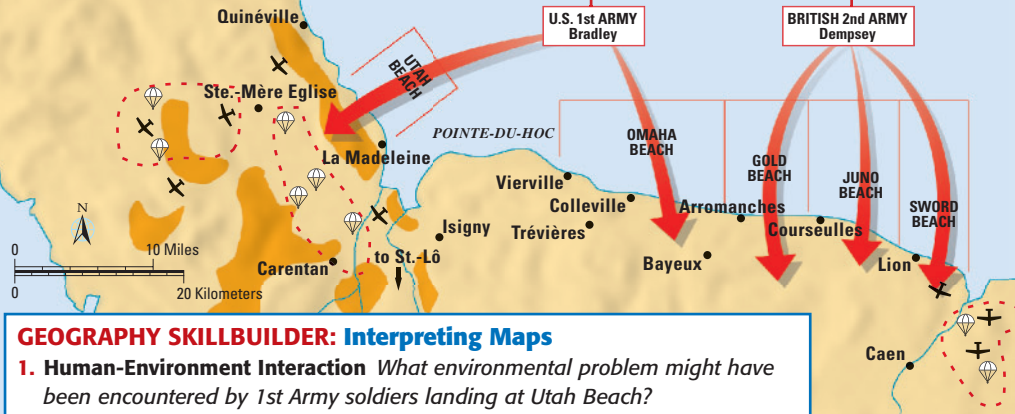 Quinéville
U.S. 1st ARMY
Bradley
BRITISH 2nd ARMY
Dempsey
UTAH
BEACH
Ste.-Mère Eglise
POINTE-DU-HOC
OMAHA
BEACH
La Madeleine
GOLD
BEACH
JUNO
BEACH
SWORD
BEACH
Vierville
Colleville
Arromanches
Courseulles
Trévières
Isigny
N
0 10 Miles
0 20 Kilometers
Carentan
to St.-Lô
Bayeux
Lion
Caen
GEOGRAPHY SKILLBUILDER: Interpreting Maps
1. Human-Environment Interaction What environmental problem might have
been encountered by 1st Army soldiers landing at Utah Beach?